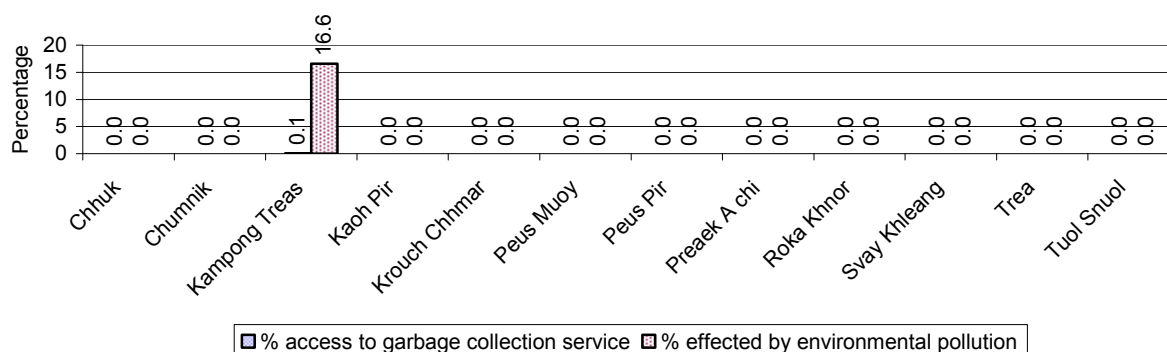 Percentage
20
15
10
5
0
0.0 0.0 0.0 0.0 0.1 16.6 0.0 0.0 0.0 0.0 0.0 0.0 0.0 0.0 0.0 0.0 0.0 0.0 0.0 0.0 0.0 0.0 0.0 0.0
Chhuk
Chumnik
Kampong Treas
Kaoh Pir
Krouch Chhmar
Peus Muoy
Peus Pir
Preaek A chi
Roka Khnor
Svay Khleang
Trea
Tuol Snuol
% access to garbage collection service % effected by environmental pollution